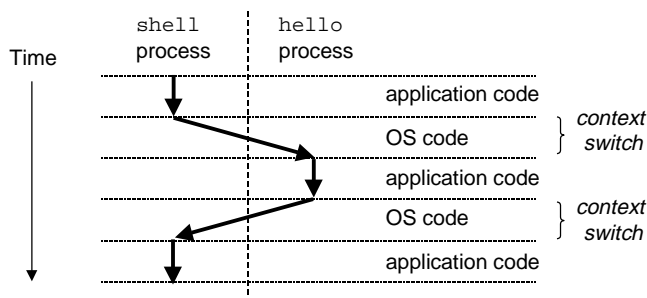 shell hello
process process
Time
application code
OS code
context
switch
application code
OS code
context
switch
application code